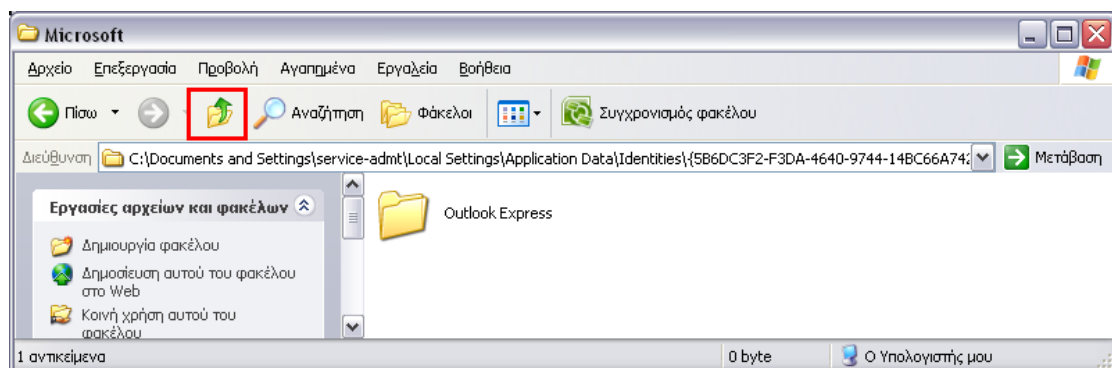 Microsoft
Αρχείο Επεξεργασία Προβολή Αγαπημένα Εργαλεία Βοήθεια
Πίσω Αναζήτηση Φάκελοι Συγχρονισμός φακέλου
Διεύθυνση C:\Documents and Settings\service-admt\Local Settings\Application Data\Identities\{5B6DC3F2-F3DA-4640-9744-14BC66A742 Μετάβαση
Εργασίες αρχείων και φακέλων
Outlook Express
Δημιουργία φακέλου
Δημοσίευση αυτού του φακέλου
στο Web
Κοινή χρήση αυτού του
φακέλου
1 αντικείμενα 0 byte Ο Υπολογιστής μου